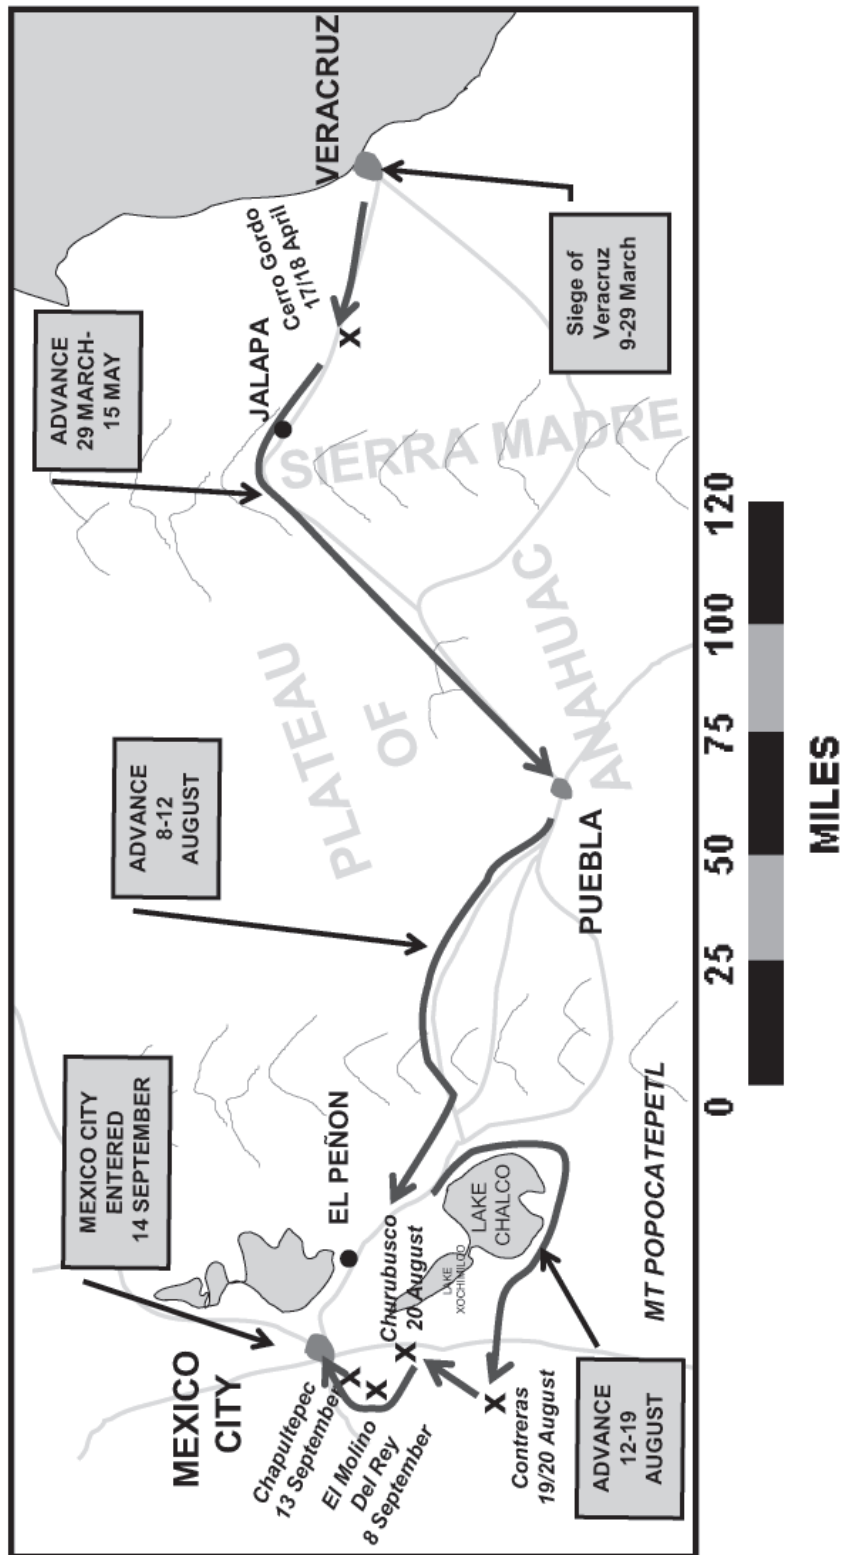 MEXICO CITY
ENTERED
14 SEPTEMBER
ADVANCE
8-12
AUGUST
ADVANCE
29 MARCH-
15 MAY
MEXICO
CITY
Chapultepec
13 September
El Molino
Del Rey
8 September
EL PEÑON
Churubusco
20 August
LAKE
XOCHIMILCO
LAKE
CHALCO
Contreras
19/20 August
ADVANCE
12-19
AUGUST
MT POPOCATEPETL
PUEBLA
PLATEAU
OF
ANAHUAC
SIERRA MADRE
JALAPA
Cerro Gordo
17/18 April
VERACRUZ
Siege of
Veracruz
9-29 March
0 25 50 75 100 120
MILES